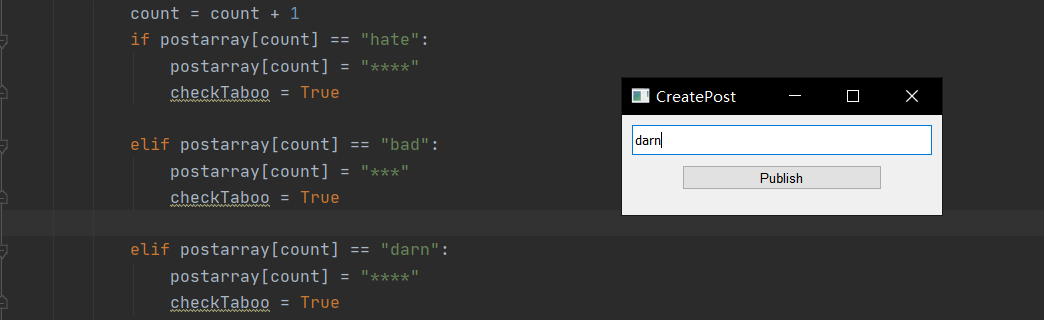 count = count + 1
if postarray[count] == "hate":
postarray[count] = "****"
checkTaboo = True
elif postarray[count] == "bad":
postarray[count] = "***"
checkTaboo = True
elif postarray[count] == "darn":
postarray[count] = "****"
checkTaboo = True
CreatePost
darn
Publish